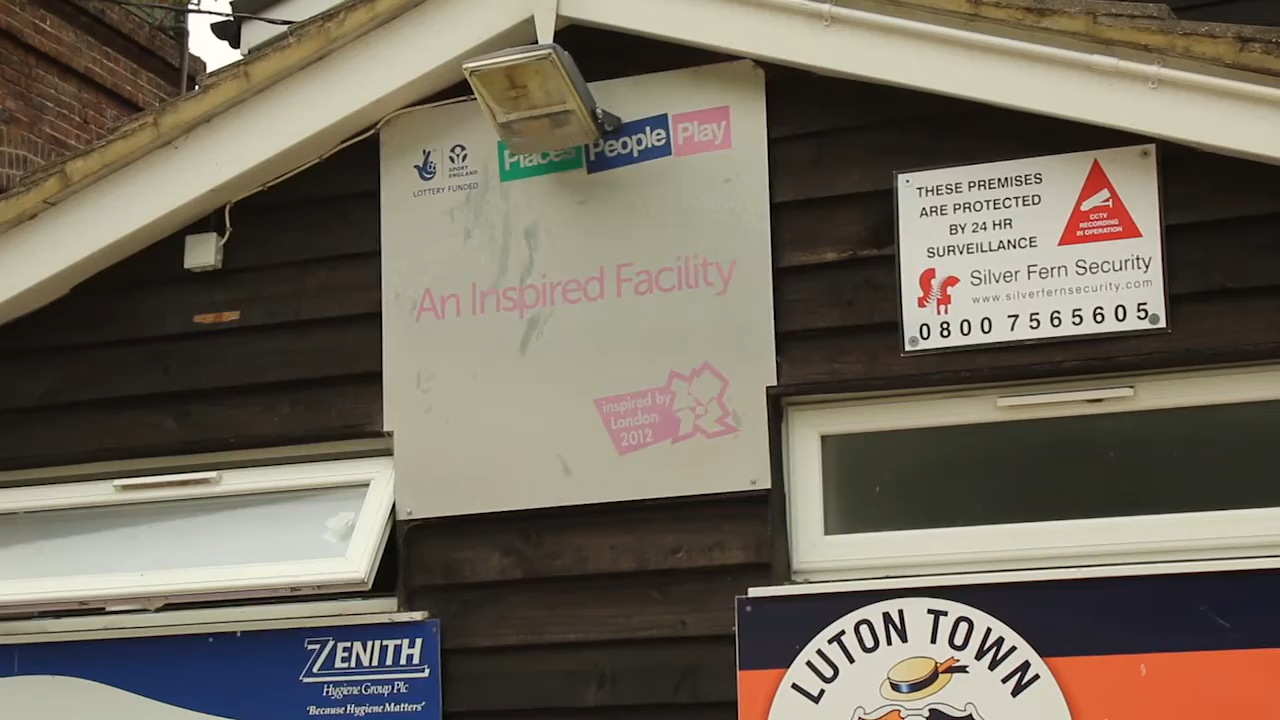 Places People Play
SPORT ENGLAND
LOTTERY FUNDED
An Inspired Facility
inspired by
London
2012
THESE PREMISES
ARE PROTECTED
BY 24 HR
SURVEILLANCE
CCTV
RECORDING
IN OPERATION
Silver Fern Security
www.silverfernsecurity.com
0800 7565605
ZENITH
Hygiene Group Plc
'Because Hygiene Matters'
LUTON TOWN